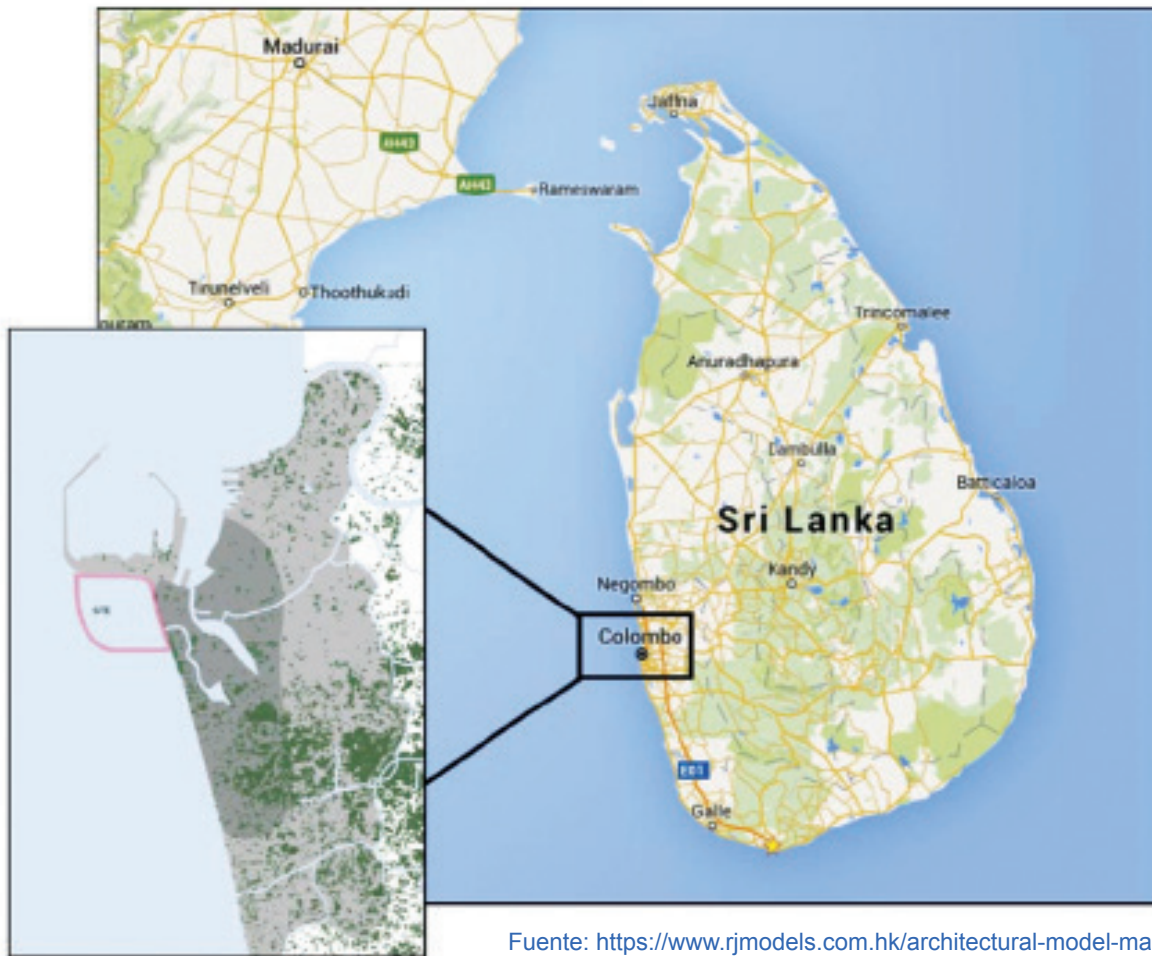 Madurai
Jaffna
AH43
AH43
Rameswaram
Tirunelveli
Thoothukudi
puram
Trincomalee
Anuradhapura
Dambulla
Batticaloa
Sri Lanka
Kandy
Negombo
Colombo
E01
Galle
Fuente: https://www.rjmodels.com.hk/architectural-model-ma